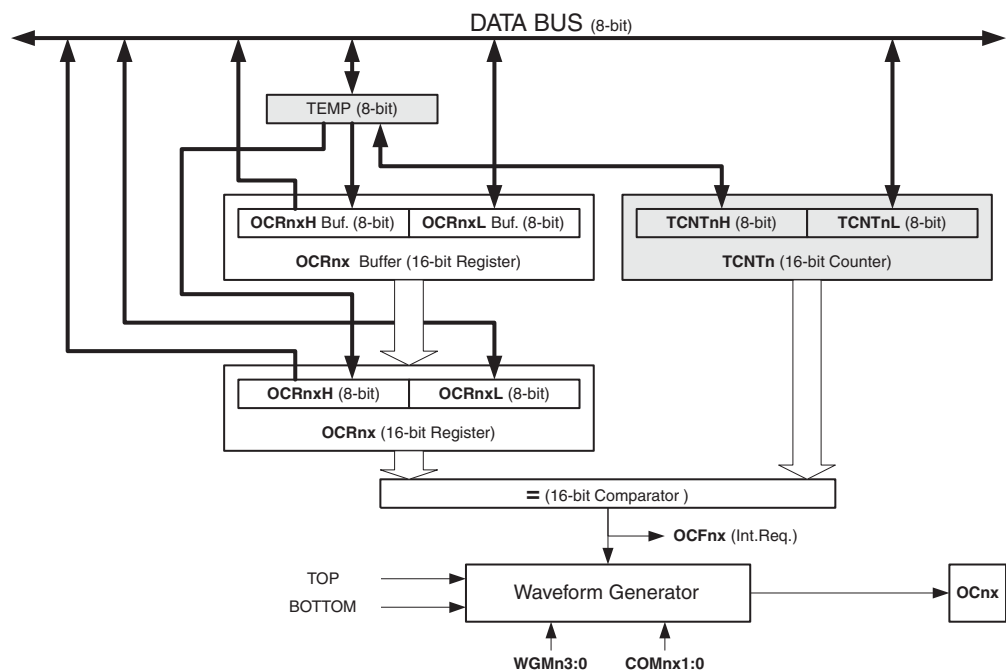 DATA BUS (8-bit)
TEMP (8-bit)
OCRnxH Buf. (8-bit) OCRnxL Buf. (8-bit)
OCRnx Buffer (16-bit Register)
TCNTnH (8-bit) TCNTnL (8-bit)
TCNTn (16-bit Counter)
OCRnxH (8-bit) OCRnxL (8-bit)
OCRnx (16-bit Register)
= (16-bit Comparator )
OCFnx (Int.Req.)
TOP
BOTTOM
Waveform Generator
OCnx
WGMn3:0 COMnx1:0